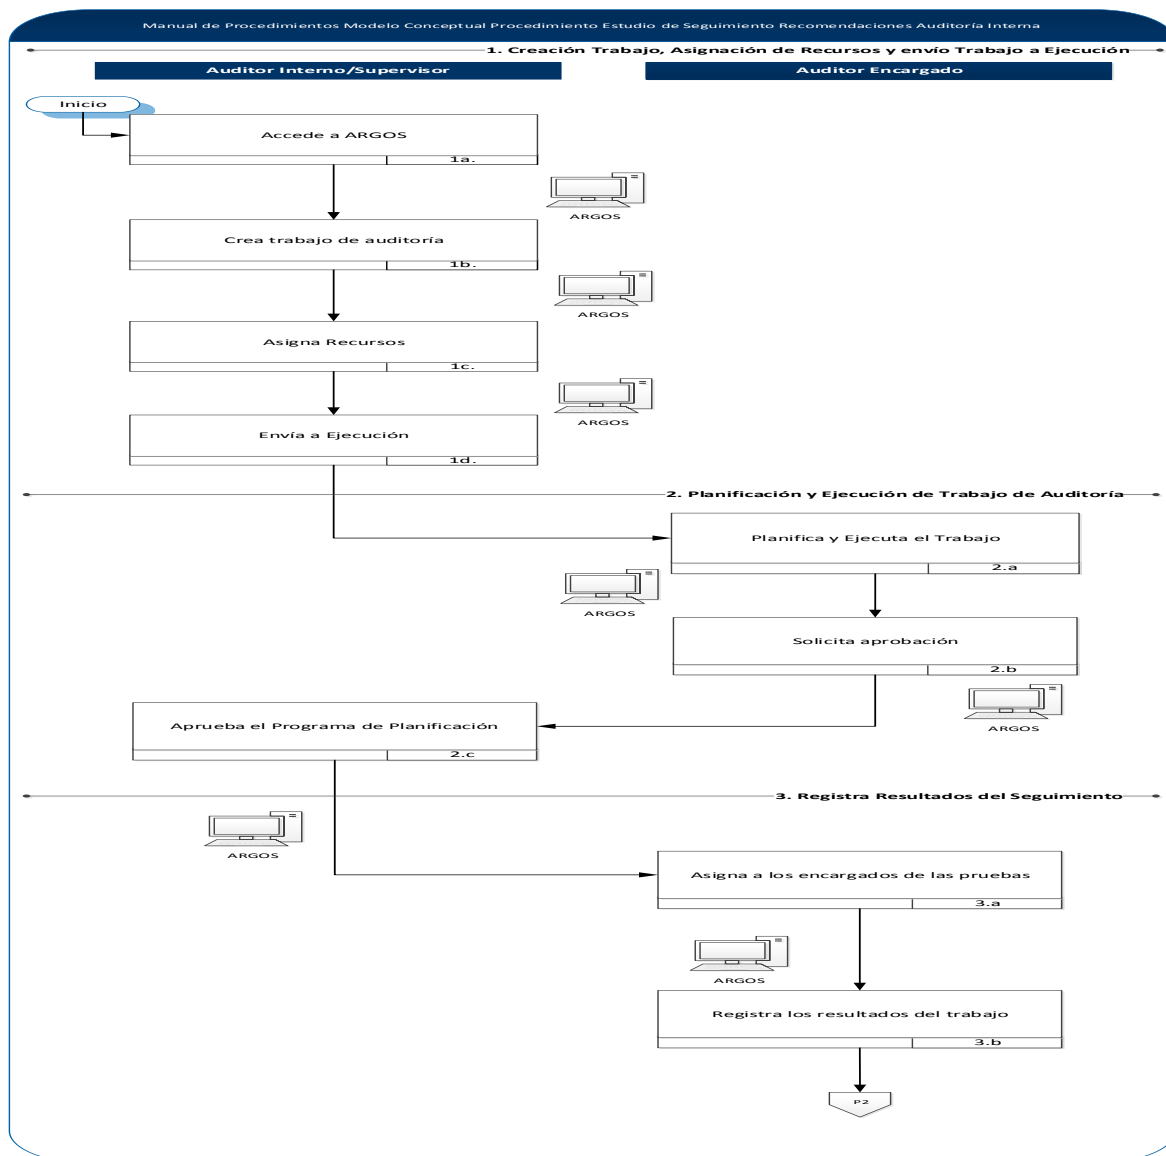 Manual de Procedimientos Modelo Conceptual Procedimiento Estudio de Seguimiento Recomendaciones Auditoría Interna
1. Creación Trabajo, Asignación de Recursos y envío Trabajo a Ejecución
Auditor Interno/Supervisor
Auditor Encargado
Inicio
Accede a ARGOS
1a.
ARGOS
Crea trabajo de auditoría
1b.
ARGOS
Asigna Recursos
1c.
ARGOS
Envía a Ejecución
1d.
2. Planificación y Ejecución de Trabajo de Auditoría
Planifica y Ejecuta el Trabajo
2.a
ARGOS
Solicita aprobación
2.b
ARGOS
Aprueba el Programa de Planificación
2.c
3. Registra Resultados del Seguimiento
ARGOS
Asigna a los encargados de las pruebas
3.a
ARGOS
Registra los resultados del trabajo
3.b
P2